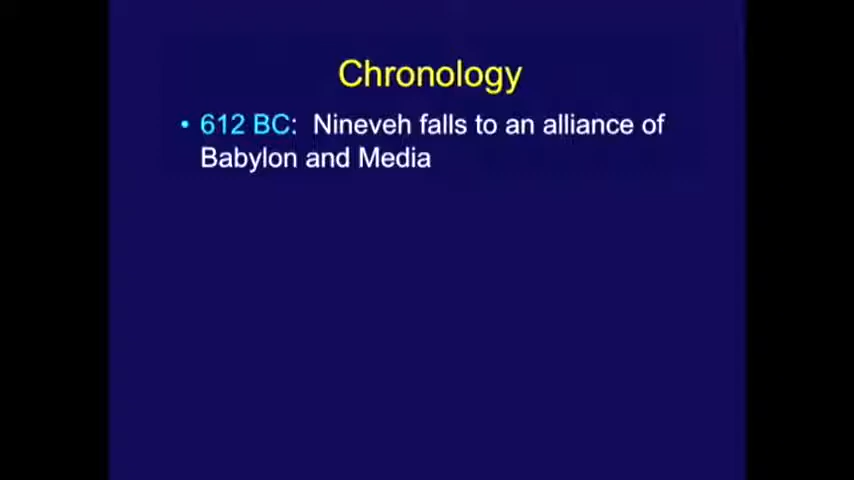 Chronology
• 612 BC:  Nineveh falls to an alliance of
Babylon and Media